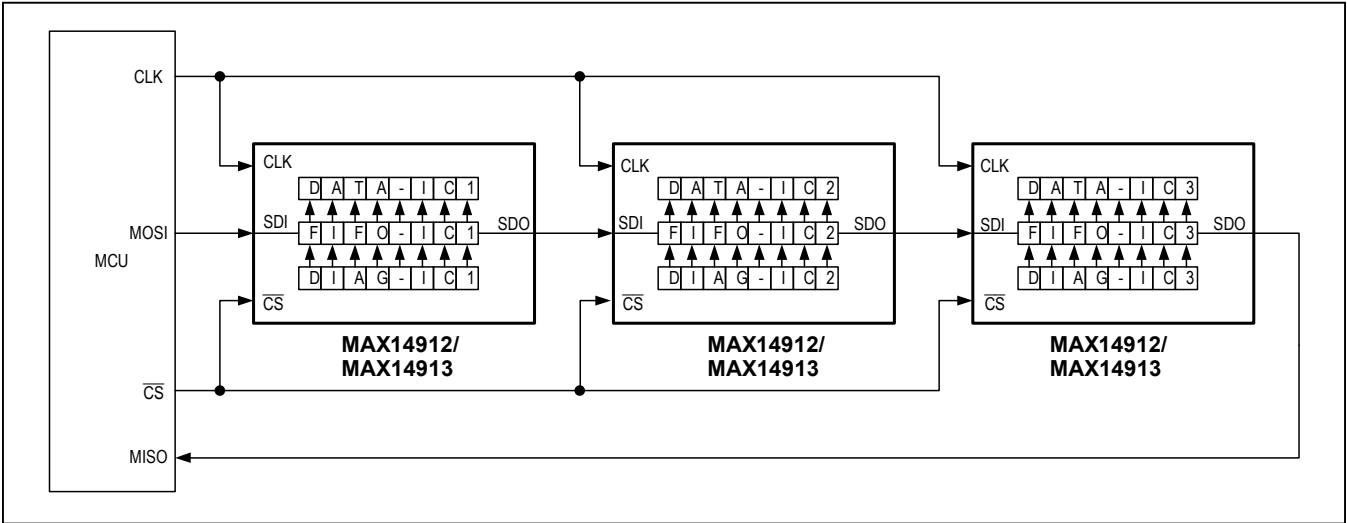 CLK
CLK
CLK
CLK
D A T A - I C 1
D A T A - I C 2
D A T A - I C 3
MOSI
SDI
F I F O - I C 1
SDO
SDI
F I F O - I C 2
SDO
SDI
F I F O - I C 3
SDO
MCU
D I A G - I C 1
D I A G - I C 2
D I A G - I C 3
CS
CS
CS
MAX14912/
MAX14913
MAX14912/
MAX14913
MAX14912/
MAX14913
CS
MISO